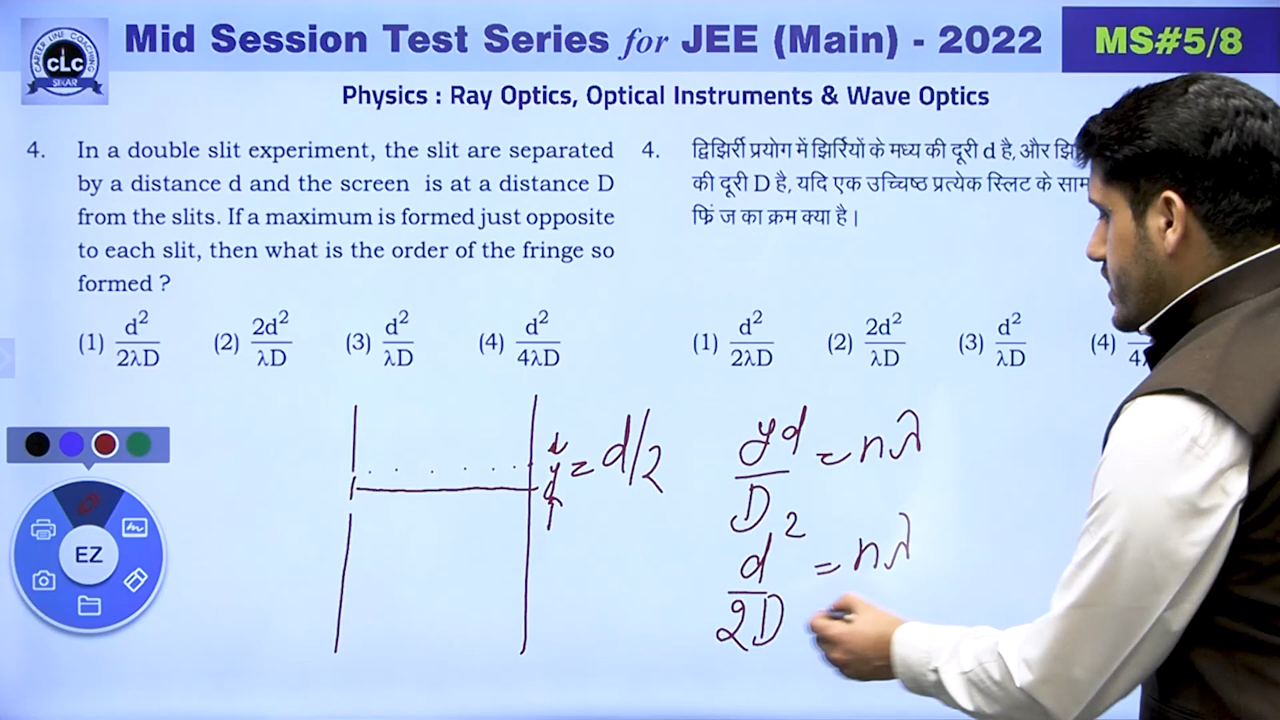 CAREER LINE COACHING
CLC
SIKAR
Mid Session Test Series for JEE (Main) - 2022
MS#5/8
Physics : Ray Optics, Optical Instruments & Wave Optics
4. In a double slit experiment, the slit are separated
by a distance d and the screen is at a distance D
from the slits. If a maximum is formed just opposite
to each slit, then what is the order of the fringe so
formed ?
(1) d²/2λD (2) 2d²/λD (3) d²/λD (4) d²/4λD
4. द्विझिर्री प्रयोग में झिर्रियों के मध्य की दूरी d है, और
की दूरी D है, यदि एक उच्चिष्ठ प्रत्येक स्लिट के
फ्रिंज का क्रम क्या है।
(1) d²/2λD (2) 2d²/λD (3) d²/λD (4)
y = d/2
yd/D = nλ
d²/2D = nλ
EZ